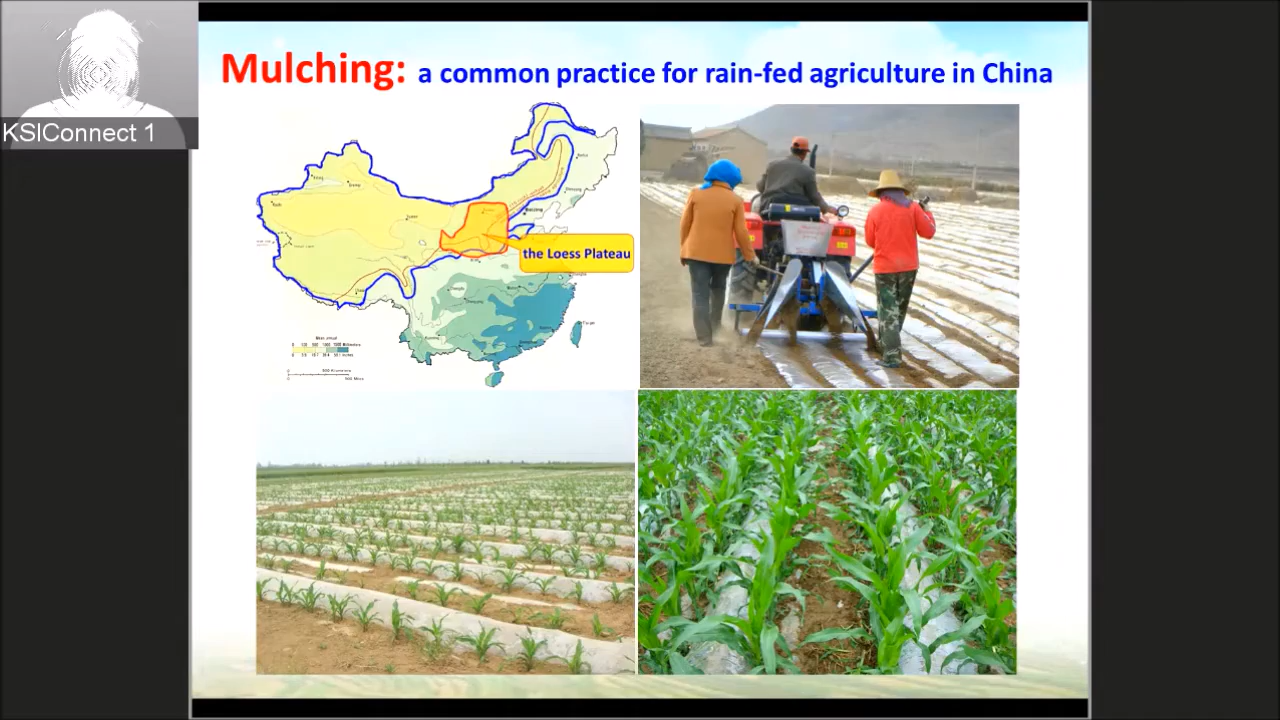 KSIConnect 1
Mulching: a common practice for rain-fed agriculture in China
the Loess Plateau